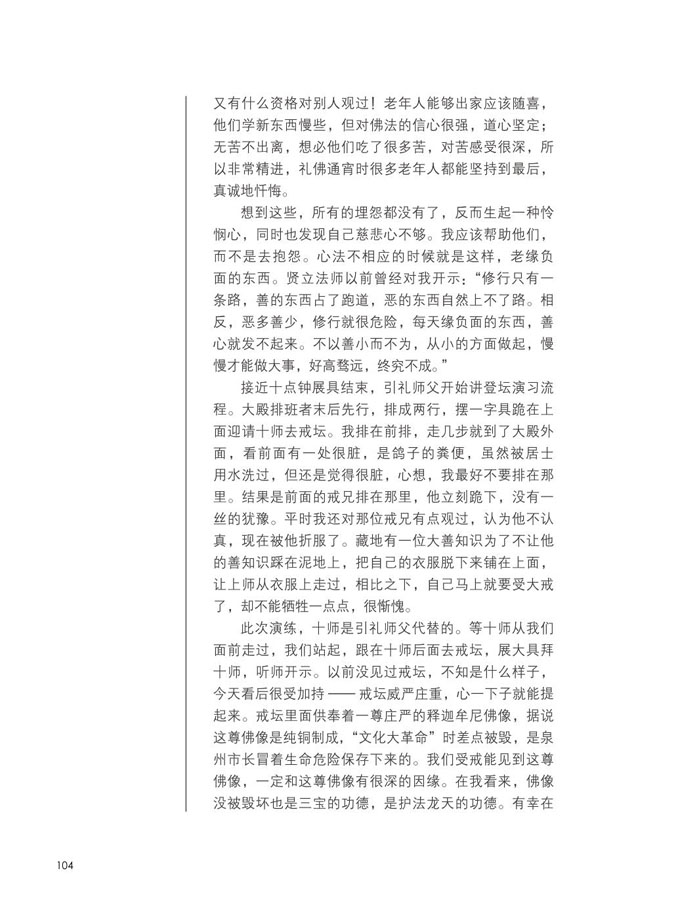 又有什么资格对别人观过！老年人能够出家应该随喜，
他们学新东西慢些，但对佛法的信心很强，道心坚定；
无苦不出离，想必他们吃了很多苦，对苦感受很深，所
以非常精进，礼佛通宵时很多老年人都能坚持到最后，
真诚地忏悔。
想到这些，所有的埋怨都没有了，反而生起一种怜
悯心，同时也发现自己慈悲心不够。我应该帮助他们，
而不是去抱怨。心法不相应的时候就是这样，老缘负
面的东西。贤立法师以前曾经对我开示：“修行只有一
条路，善的东西占了跑道，恶的东西自然上不了路。相
反，恶多善少，修行就很危险，每天缘负面的东西，善
心就发不起来。不以善小而不为，从小的方面做起，慢
慢才能做大事，好高骛远，终究不成。”
接近十点钟展具结束，引礼师父开始讲登坛演习流
程。大殿排班者末后先行，排成两行，摆一字具跪在上
面迎请十师去戒坛。我排在前排，走几步就到了大殿外
面，看前面有一处很脏，是鸽子的粪便，虽然被居士
用水洗过，但还是觉得很脏，心想，我最好不要排在那
里。结果是前面的戒兄排在那里，他立刻跪下，没有一
丝的犹豫。平时我还对那位戒兄有点观过，认为他不认
真，现在被他折服了。藏地有一位大善知识为了不让他
的善知识踩在泥地上，把自己的衣服脱下来铺在上面，
让上师从衣服上走过，相比之下，自己马上就要受大戒
了，却不能牺牲一点点，很惭愧。
此次演练，十师是引礼师父代替的。等十师从我们
面前走过，我们站起，跟在十师后面去戒坛，展大具拜
十师，听师开示。以前没见过戒坛，不知是什么样子，
今天看后很受加持 —— 戒坛威严庄重，心一下子就能提
起来。戒坛里面供奉着一尊庄严的释迦牟尼佛像，据说
这尊佛像是纯铜制成，“文化大革命”时差点被毁，是泉
州市长冒着生命危险保存下来的。我们受戒能见到这尊
佛像，一定和这尊佛像有很深的因缘。在我看来，佛像
没被毁坏也是三宝的功德，是护法龙天的功德。有幸在
104